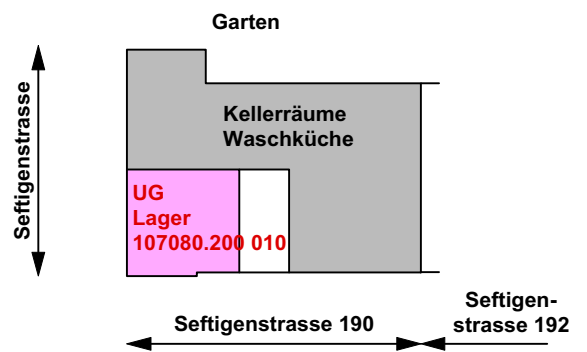 Garten
Seftigenstrasse
Kellerräume
Waschküche
UG
Lager
107080.200 010
Seftigenstrasse 190
Seftigen-
strasse 192